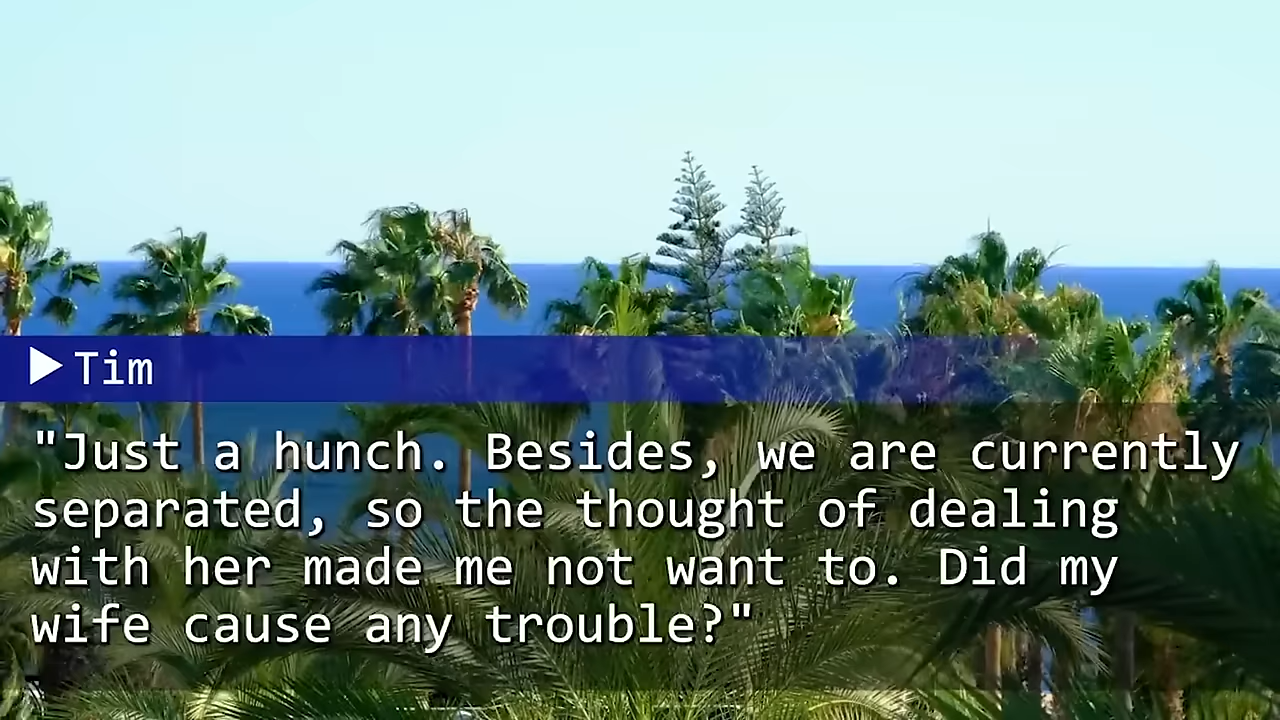 Tim
"Just a hunch. Besides, we are currently
separated, so the thought of dealing
with her made me not want to. Did my
wife cause any trouble?"